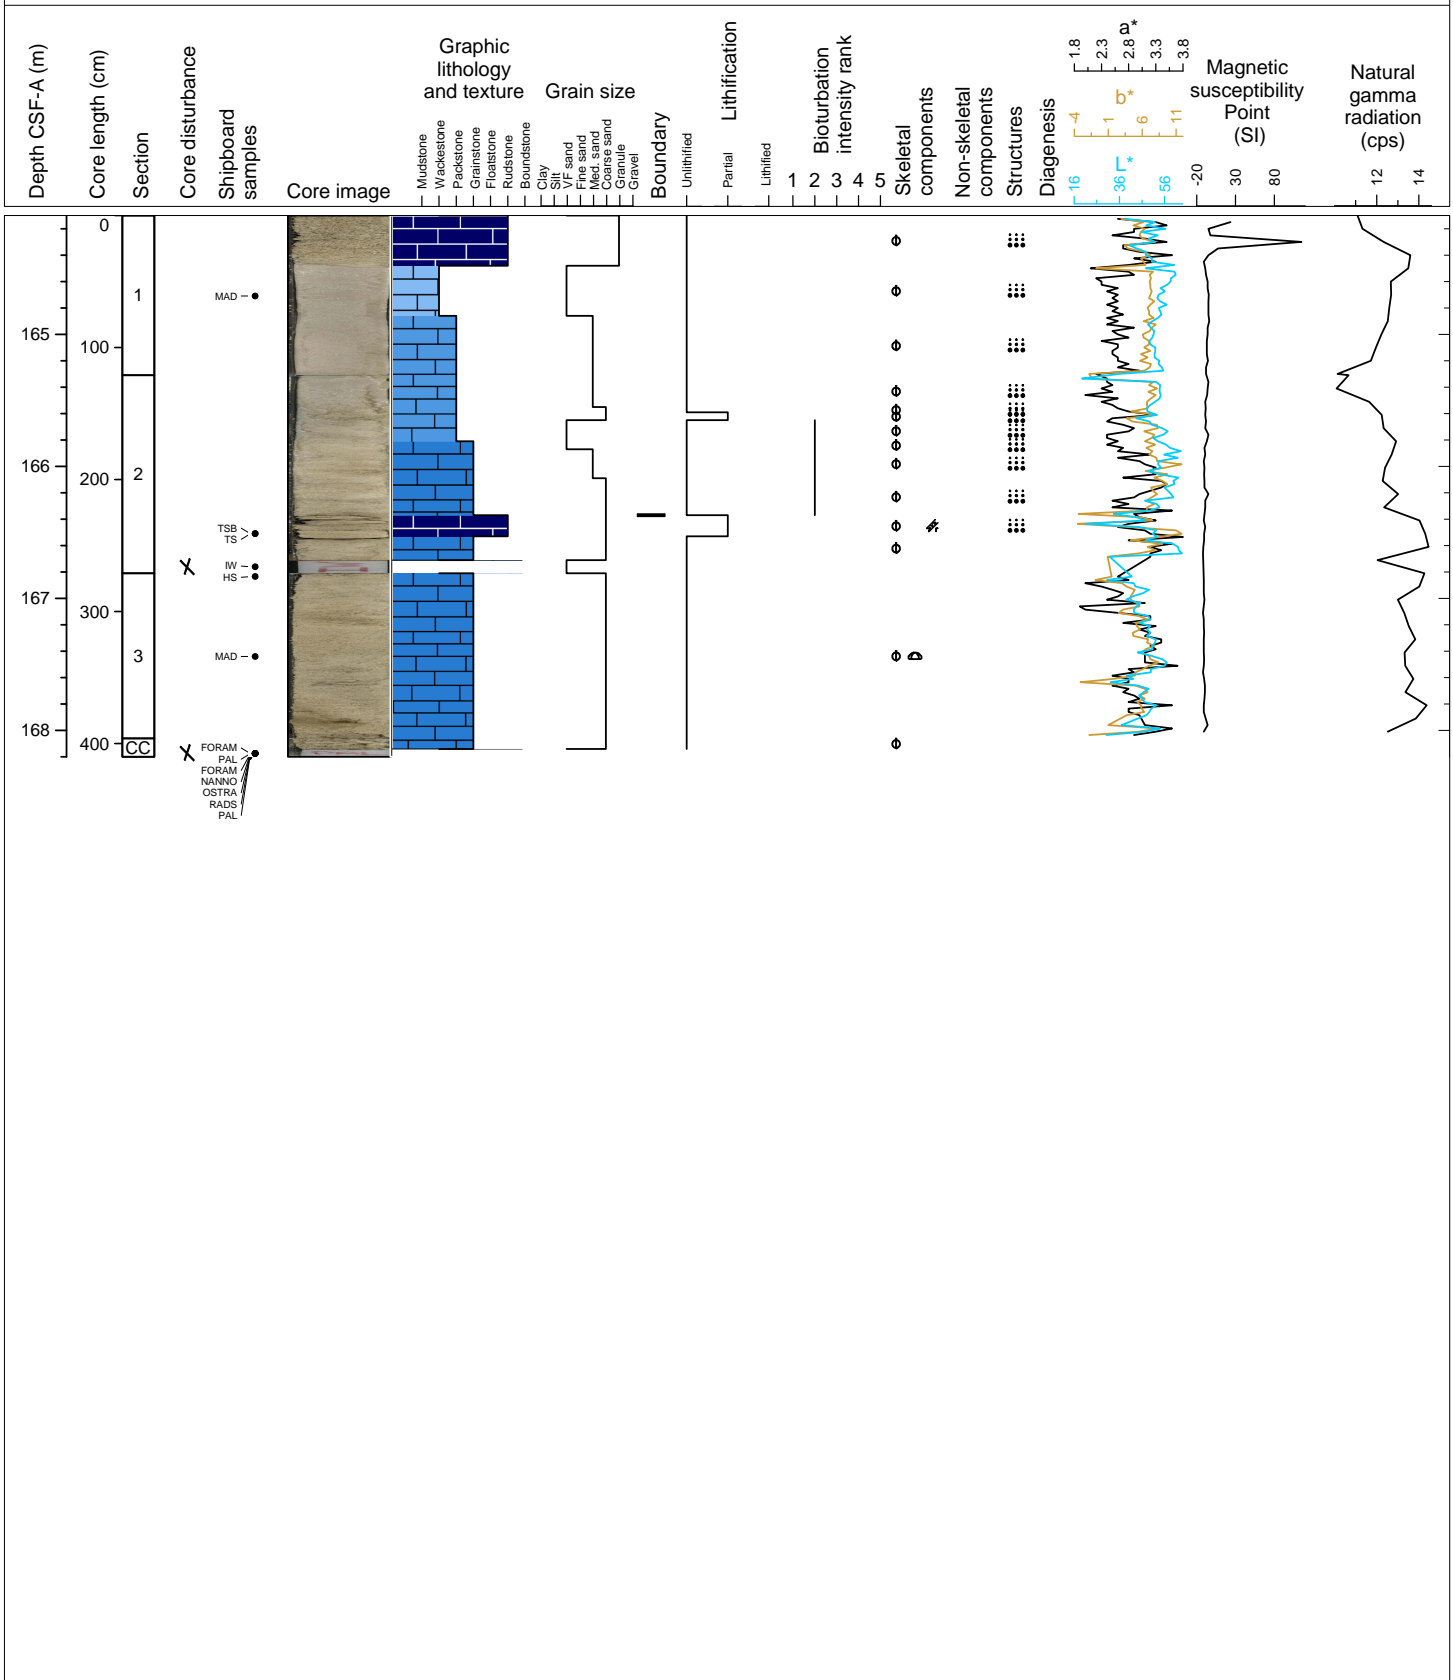 Depth CSF-A (m)
Core length (cm)
Section
Core disturbance
Shipboard
samples
Core image
Graphic
lithology
and texture
Mudstone
Wackestone
Packstone
Grainstone
Floatstone
Rudstone
Boundstone
Grain size
Clay
Silt
VF sand
Fine sand
Med. sand
Coarse sand
Granule
Gravel
Boundary
Lithification
Unlithified
Partial
Lithified
Bioturbation
intensity rank
1 2 3 4 5
Skeletal
components
Non-skeletal
components
Structures
Diagenesis
a*
1.8 2.3 2.8 3.3 3.8
b*
-4 1 6 11
L*
16 36 56
Magnetic
susceptibility
Point
(SI)
-20 30 80
Natural
gamma
radiation
(cps)
12 14
0
1
MAD
165
100
166
200
2
TSB
TS
IW
HS
167
300
3
MAD
168
400
CC
FORAM
PAL
FORAM
NANNO
OSTRA
RADS
PAL